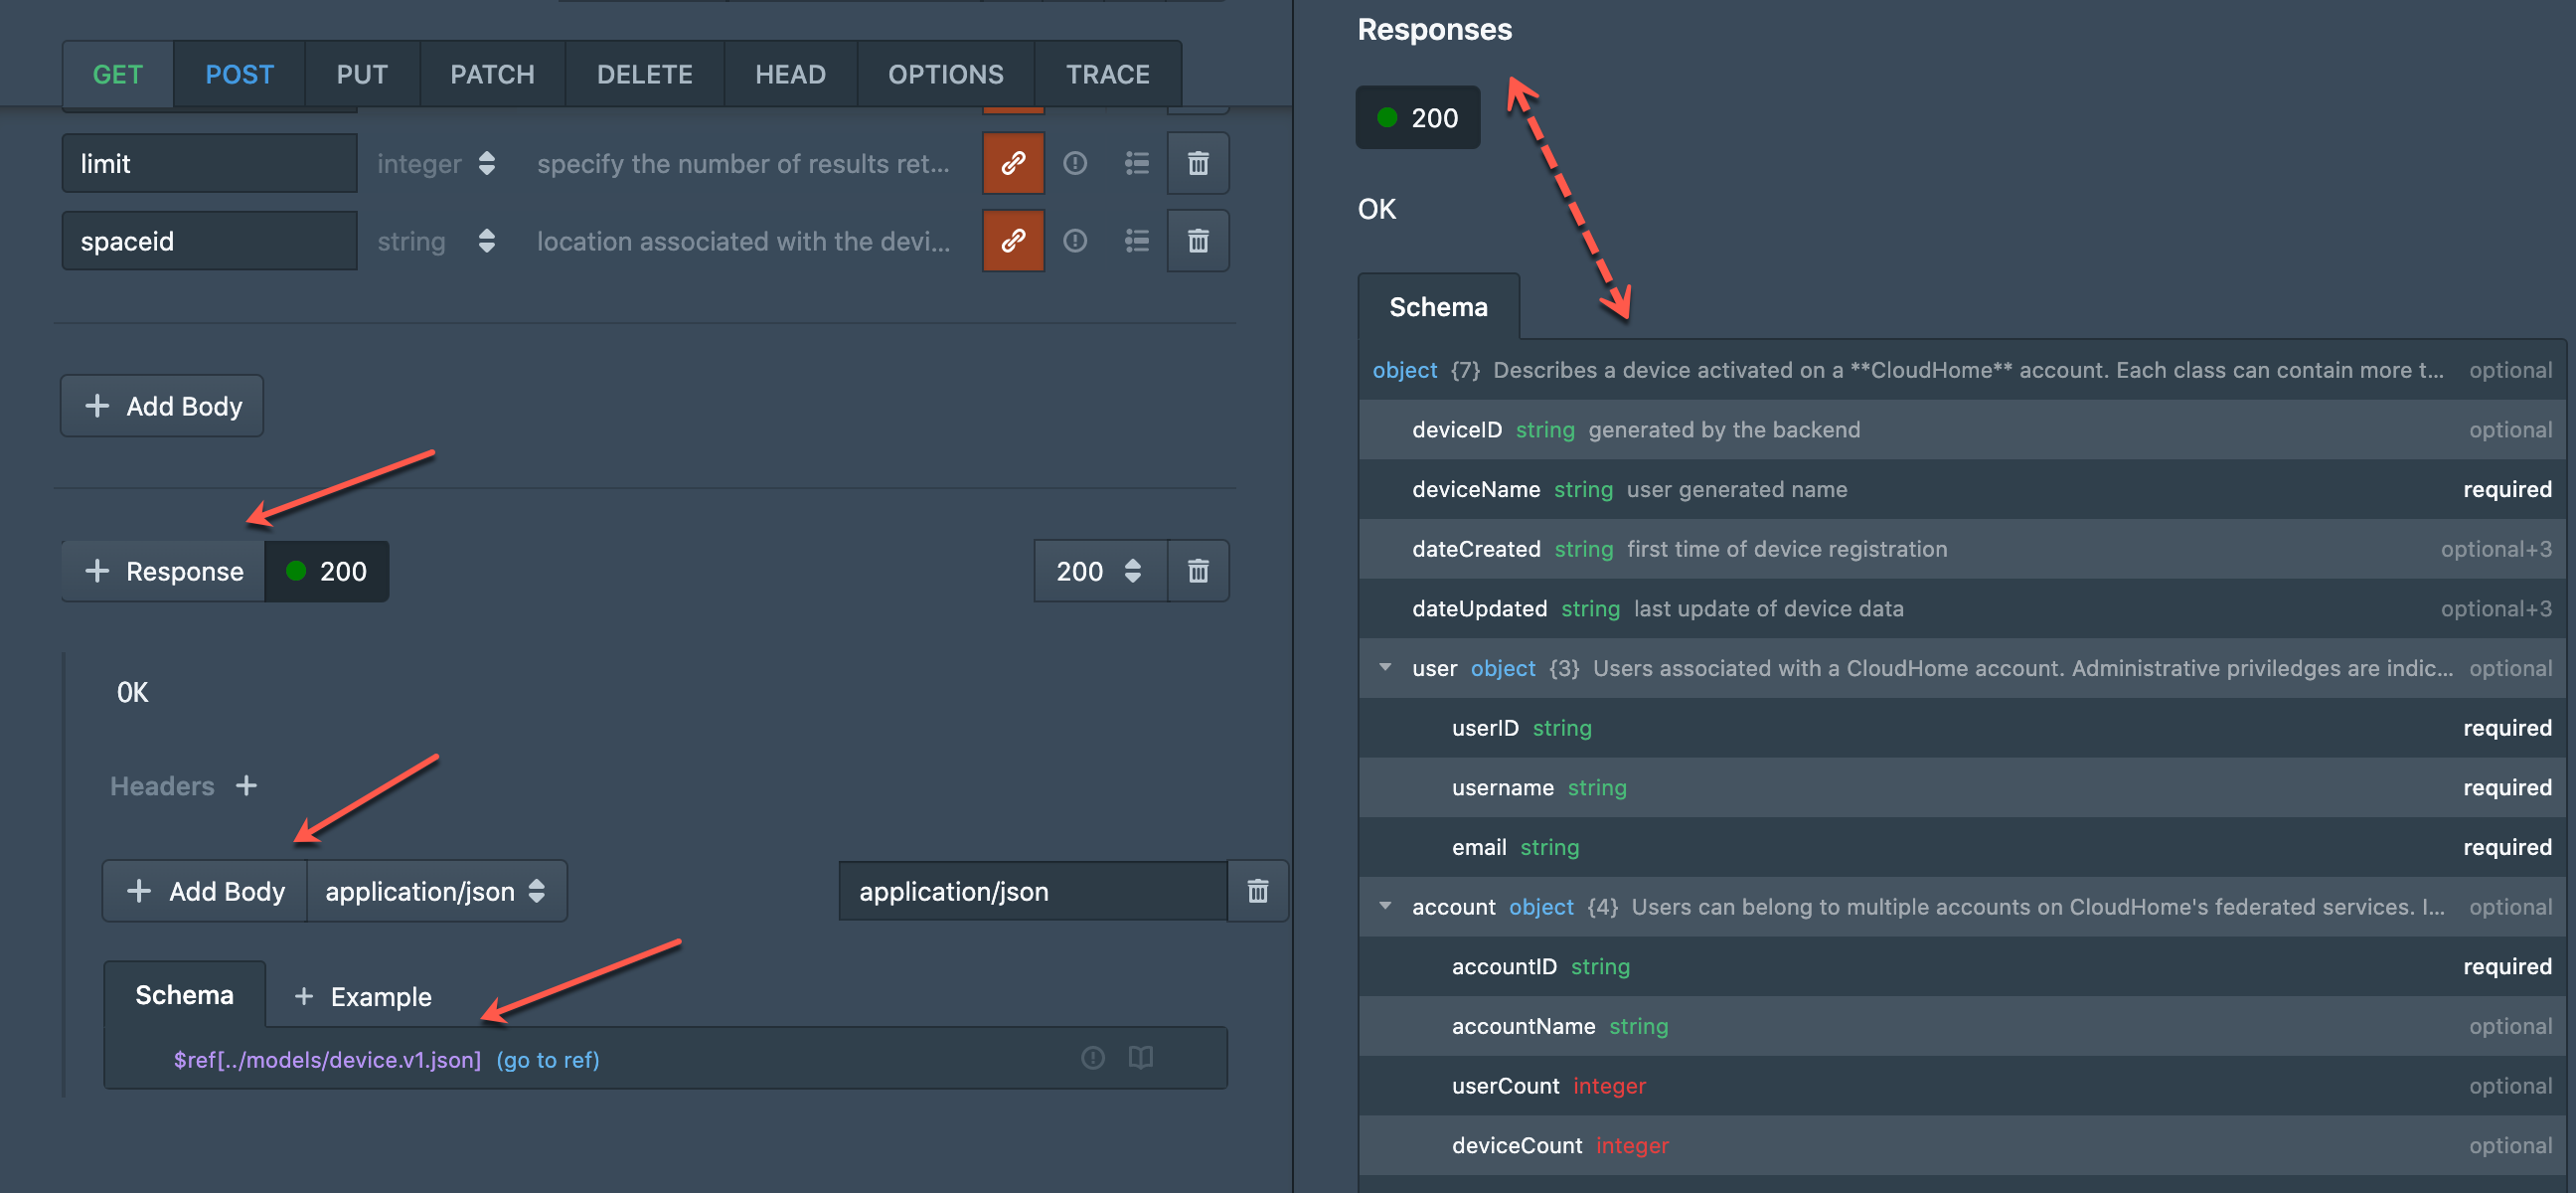 GET POST PUT PATCH DELETE HEAD OPTIONS TRACE
limit integer specify the number of results ret...
spaceid string location associated with the devi...
+ Add Body
+ Response 200 200
OK
Headers +
+ Add Body application/json application/json
Schema + Example
$ref[../models/device.v1.json] (go to ref)
Responses
200
OK
Schema
object {7} Describes a device activated on a **CloudHome** account. Each class can contain more t... optional
deviceID string generated by the backend optional
deviceName string user generated name required
dateCreated string first time of device registration optional+3
dateUpdated string last update of device data optional+3
user object {3} Users associated with a CloudHome account. Administrative priviledges are indic... optional
userID string required
username string required
email string required
account object {4} Users can belong to multiple accounts on CloudHome's federated services. I... optional
accountID string required
accountName string optional
userCount integer optional
deviceCount integer optional